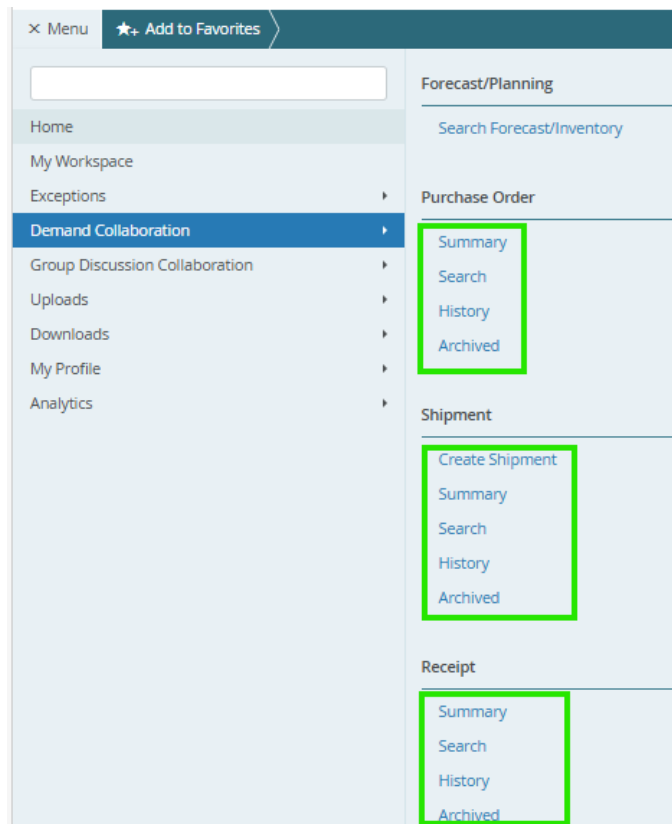 × Menu
Add to Favorites
Home
My Workspace
Exceptions
Demand Collaboration
Group Discussion Collaboration
Uploads
Downloads
My Profile
Analytics
Forecast/Planning
Search Forecast/Inventory
Purchase Order
Summary
Search
History
Archived
Shipment
Create Shipment
Summary
Search
History
Archived
Receipt
Summary
Search
History
Archived